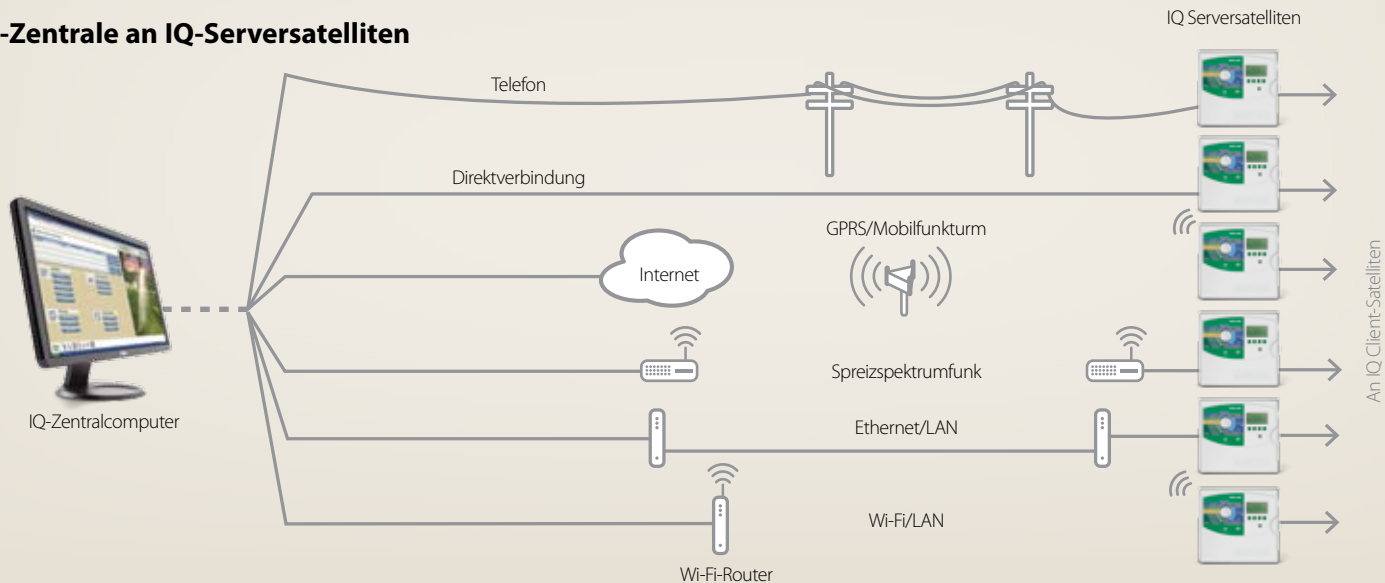 -Zentrale an IQ-Serversatelliten
IQ Serversatelliten
Telefon
Direktverbindung
GPRS/Mobilfunkturm
Internet
Spreizspektrumfunk
IQ-Zentralcomputer
Ethernet/LAN
Wi-Fi/LAN
Wi-Fi-Router
An IQ Client-Satelliten